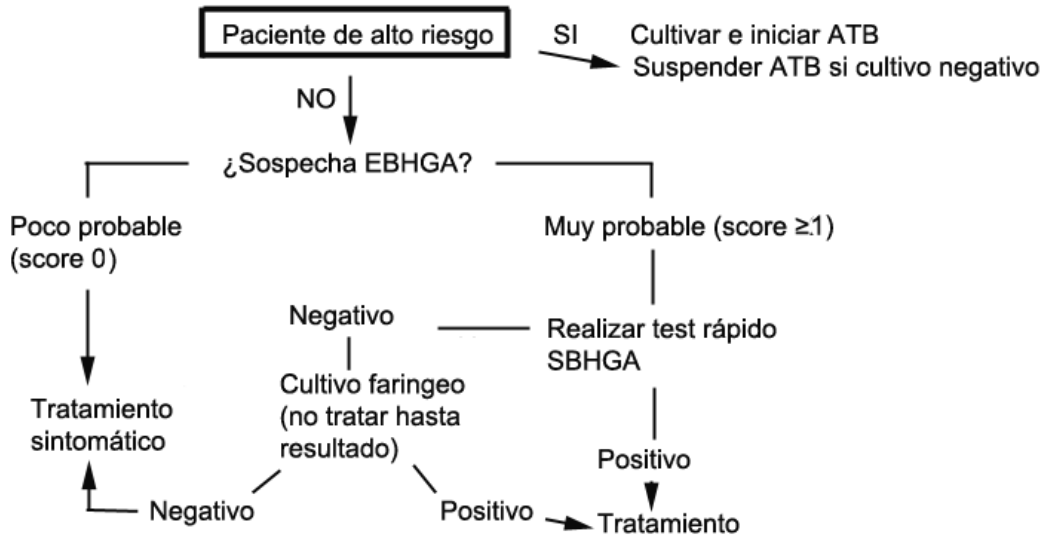 Paciente de alto riesgo
SI
Cultivar e iniciar ATB
Suspender ATB si cultivo negativo
NO
¿Sospecha EBHGA?
Poco probable
(score 0)
Muy probable (score ≥1)
Negativo
Realizar test rápido
SBHGA
Cultivo faringeo
(no tratar hasta
resultado)
Tratamiento
sintomático
Positivo
Negativo
Positivo
Tratamiento